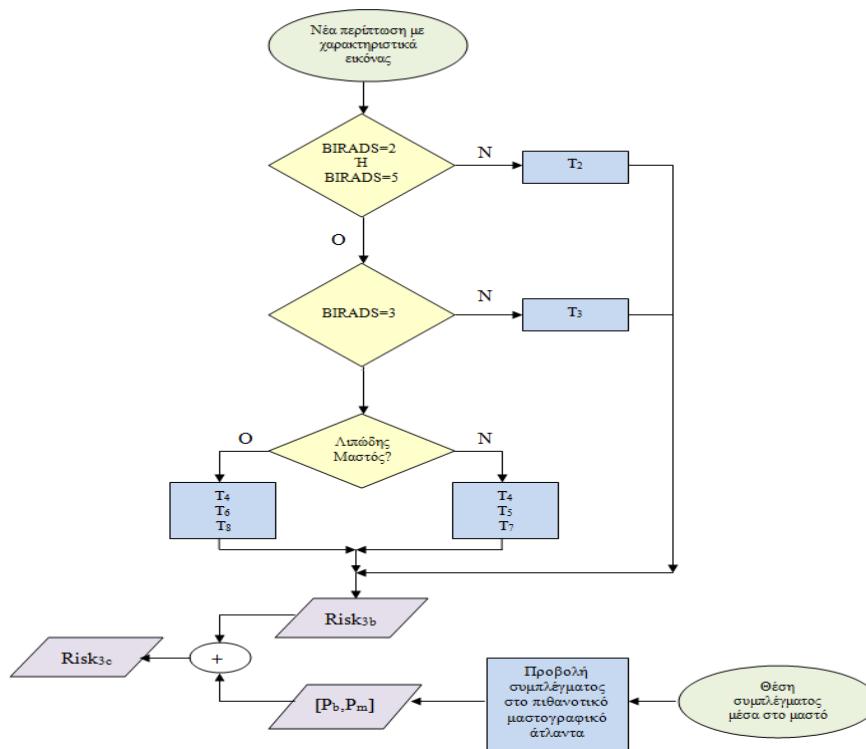 Νέα περίπτωση με
χαρακτηριστικά
εικόνας
BIRADS=2
Ή
BIRADS=5
N
T2
O
BIRADS=3
N
T3
O
Λιπώδης
Μαστός?
N
T4
T6
T8
T4
T5
T7
Risk3b
Risk3c
+
[Pb,Pm]
Προβολή
συμπλέγματος
στο πιθανοτικό
μαστογραφικό
άτλαντα
Θέση
συμπλέγματος
μέσα στο μαστό